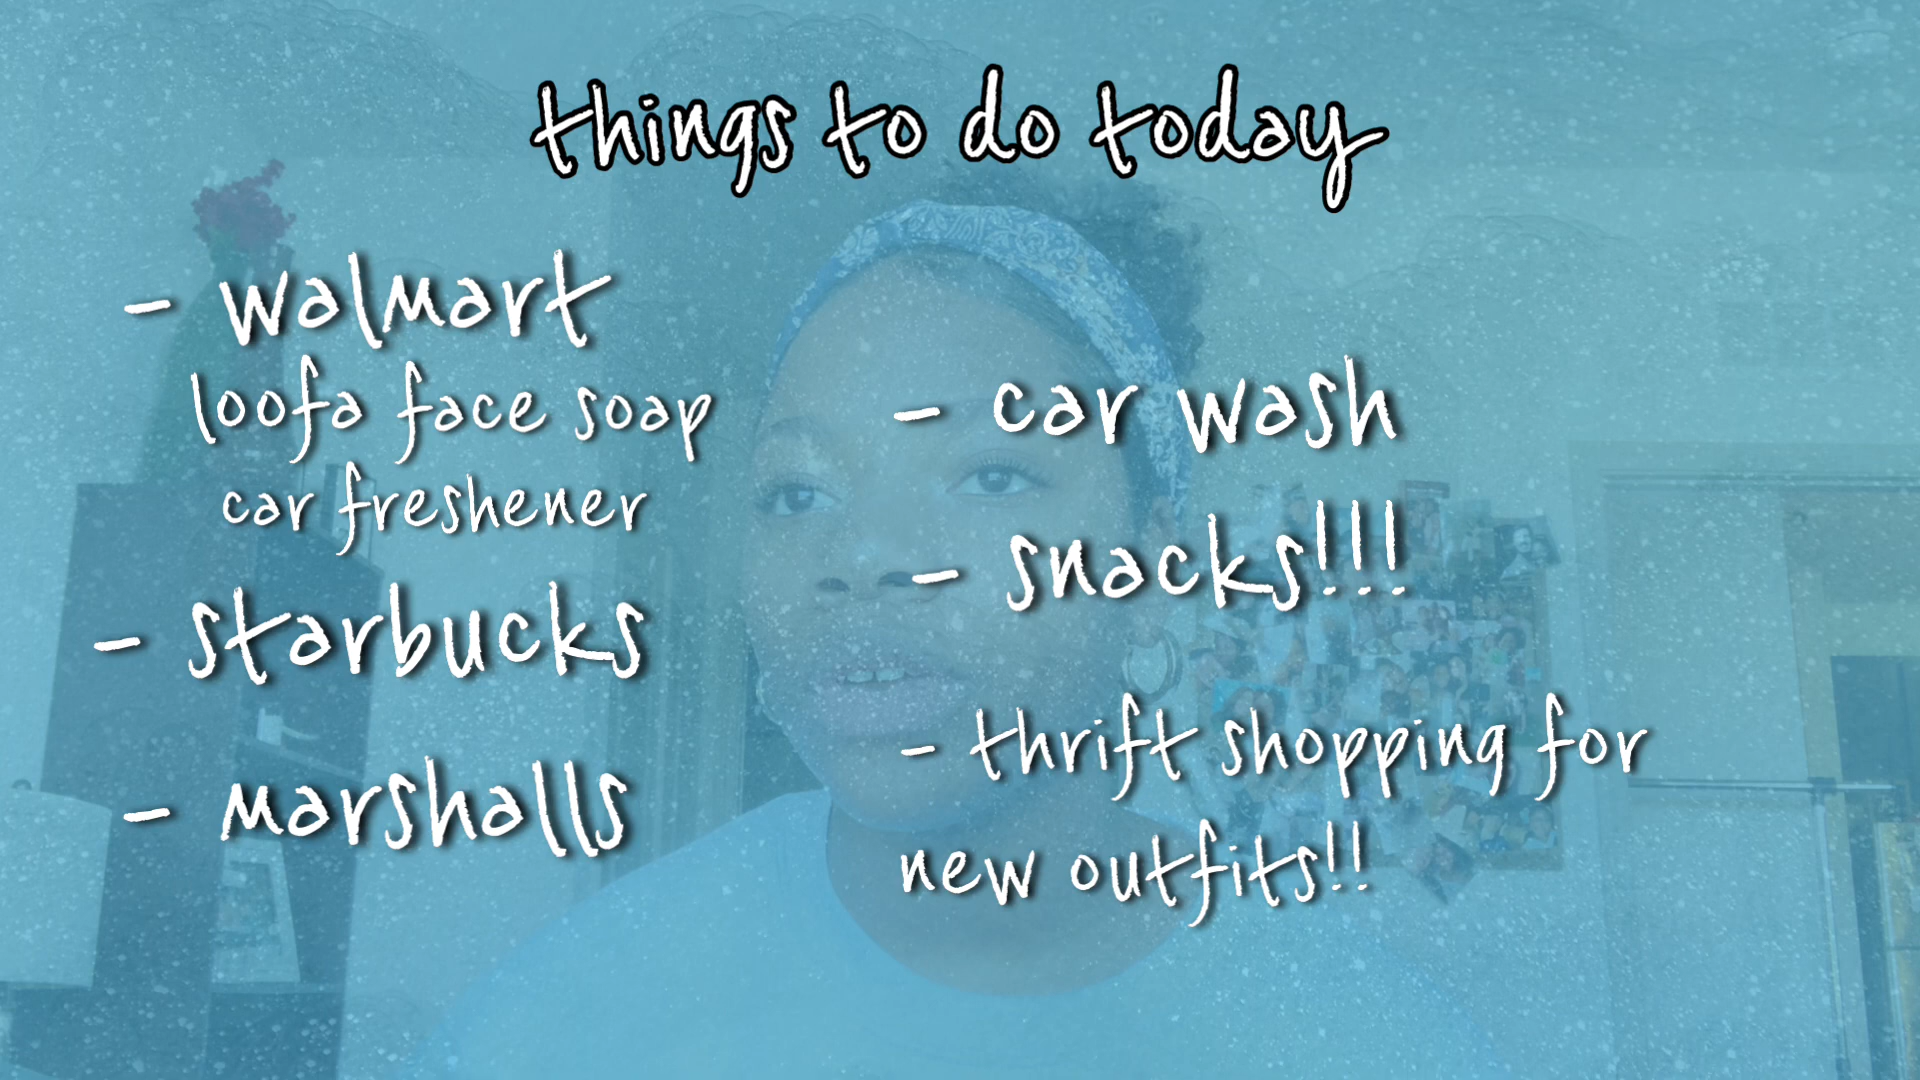 things to do today
- walmart
loofa face soap
car freshener
- starbucks
- marshalls
- car wash
- snacks!!!
- thrift shopping for
new outfits!!